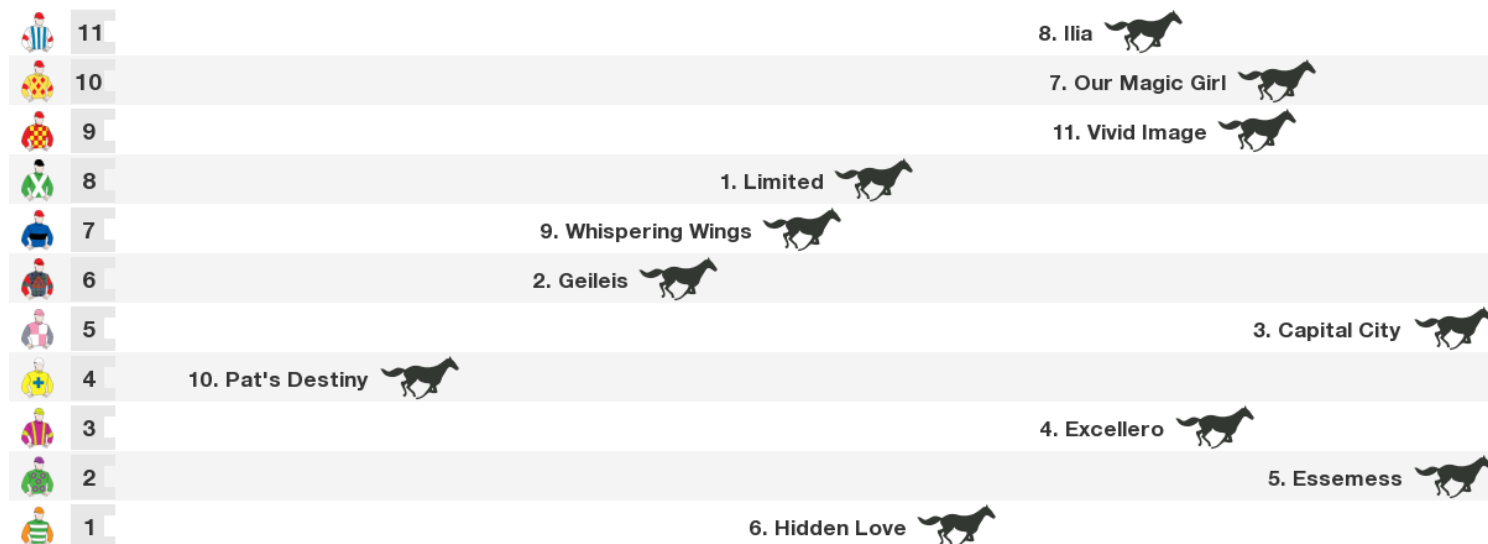 11 8. Ilia
10 7. Our Magic Girl
9 11. Vivid Image
8 1. Limited
7 9. Whispering Wings
6 2. Geileis
5 3. Capital City
4 10. Pat's Destiny
3 4. Excellero
2 5. Essemess
1 6. Hidden Love